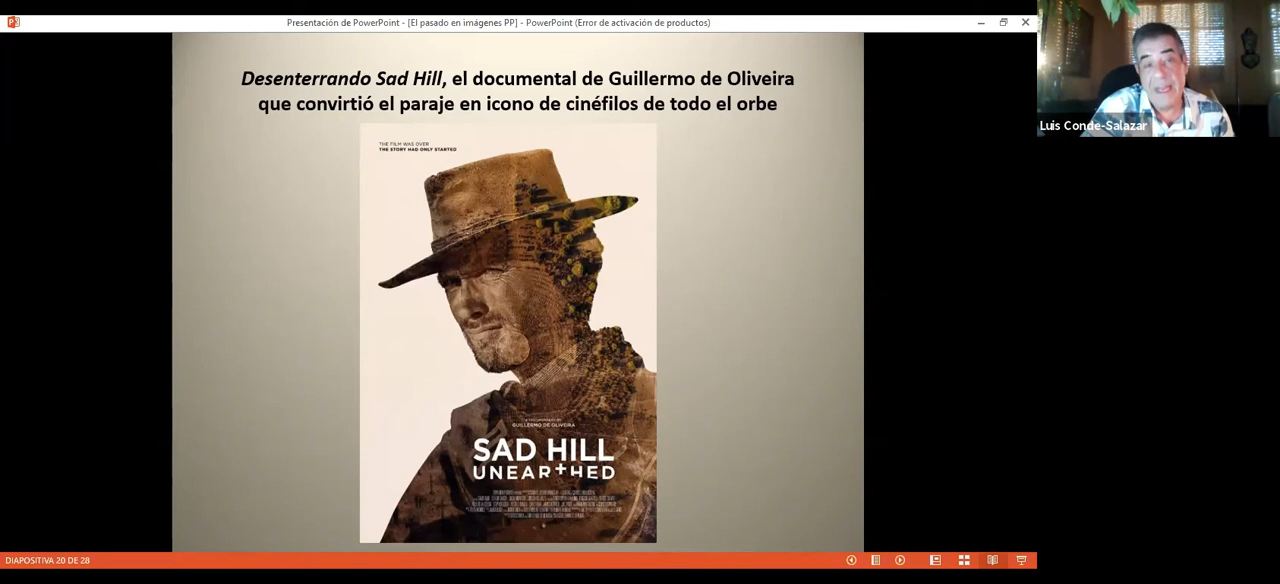 Presentación de PowerPoint - [El pasado en imágenes PP] - PowerPoint (Error de activación de productos)
Luis Conde-Salazar
Desenterrando Sad Hill, el documental de Guillermo de Oliveira
que convirtió el paraje en icono de cinéfilos de todo el orbe
THE FILM WAS OVER
THE STORY HAD ONLY STARTED
A DOCUMENTARY BY
GUILLERMO DE OLIVEIRA
SAD HILL
UNEARTHED
DIAPOSITIVA 20 DE 28